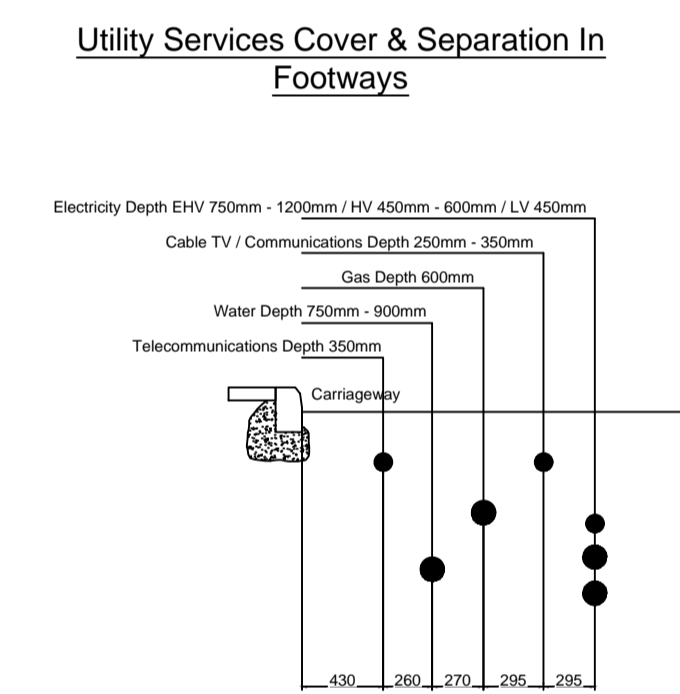 Utility Services Cover & Separation In
Footways
Electricity Depth EHV 750mm - 1200mm / HV 450mm - 600mm / LV 450mm
Cable TV / Communications Depth 250mm - 350mm
Gas Depth 600mm
Water Depth 750mm - 900mm
Telecommunications Depth 350mm
Carriageway
430 260 270 295 295